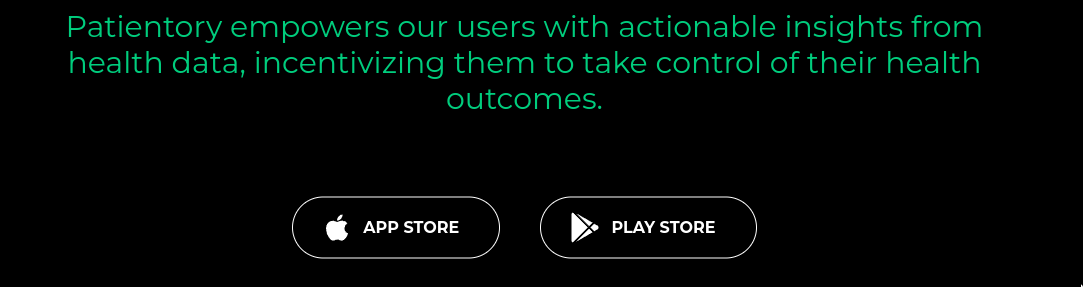 Patientory empowers our users with actionable insights from
health data, incentivizing them to take control of their health
outcomes.
APP STORE
PLAY STORE